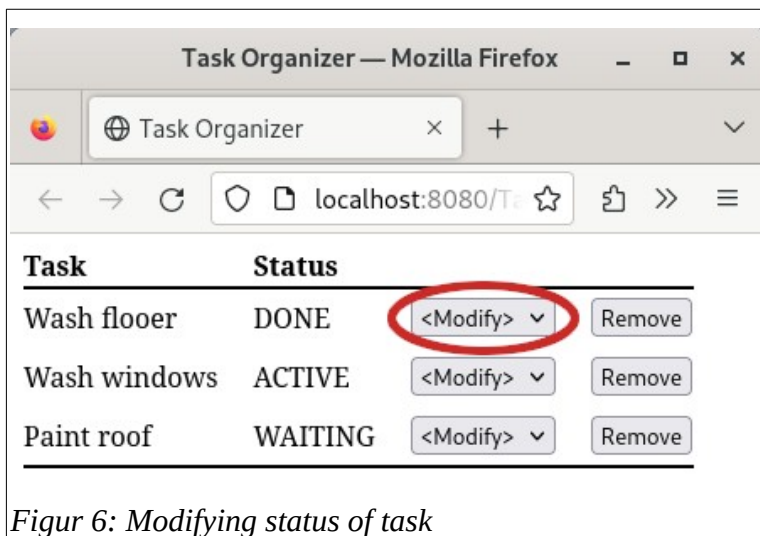 Task Organizer — Mozilla Firefox
Task Organizer
localhost:8080/Ta
Task Status
Wash flooer DONE <Modify> Remove
Wash windows ACTIVE <Modify> Remove
Paint roof WAITING <Modify> Remove
Figur 6: Modifying status of task